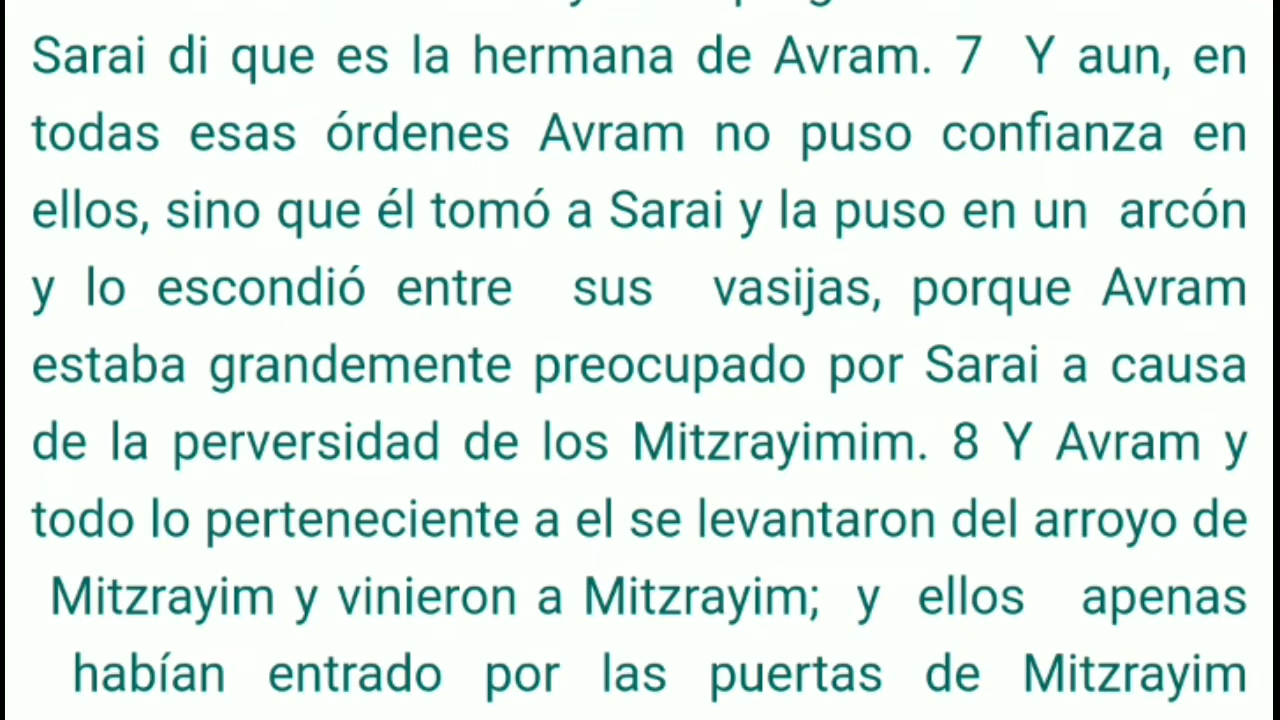 Sarai di que es la hermana de Avram. 7 Y aun, en
todas esas órdenes Avram no puso confianza en
ellos, sino que él tomó a Sarai y la puso en un arcón
y lo escondió entre sus vasijas, porque Avram
estaba grandemente preocupado por Sarai a causa
de la perversidad de los Mitzrayimim. 8 Y Avram y
todo lo perteneciente a el se levantaron del arroyo de
Mitzrayim y vinieron a Mitzrayim; y ellos apenas
habían entrado por las puertas de Mitzrayim